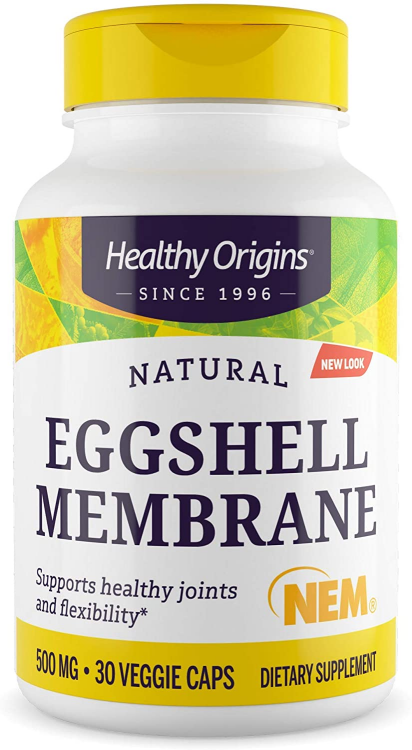 Healthy Origins®
— SINCE 1996 —
NATURAL
NEW LOOK
EGGSHELL
MEMBRANE
Supports healthy joints
and flexibility*
NEM®
500 MG • 30 VEGGIE CAPS DIETARY SUPPLEMENT